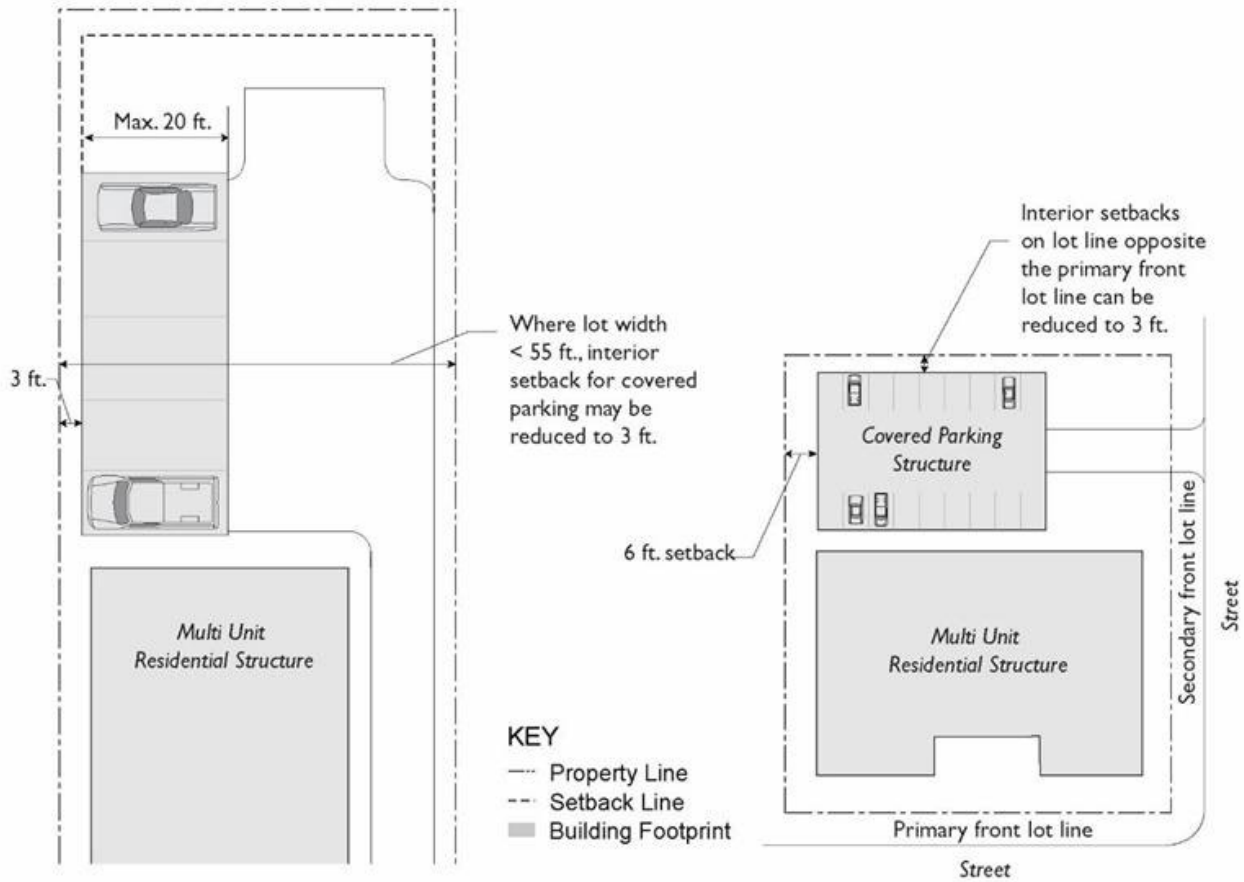 Max. 20 ft.
3 ft.
Where lot width
< 55 ft., interior
setback for covered
parking may be
reduced to 3 ft.
Multi Unit
Residential Structure
KEY
Property Line
Setback Line
Building Footprint
Interior setbacks
on lot line opposite
the primary front
lot line can be
reduced to 3 ft.
Covered Parking
Structure
6 ft. setback
Multi Unit
Residential Structure
Secondary front lot line
Street
Primary front lot line
Street